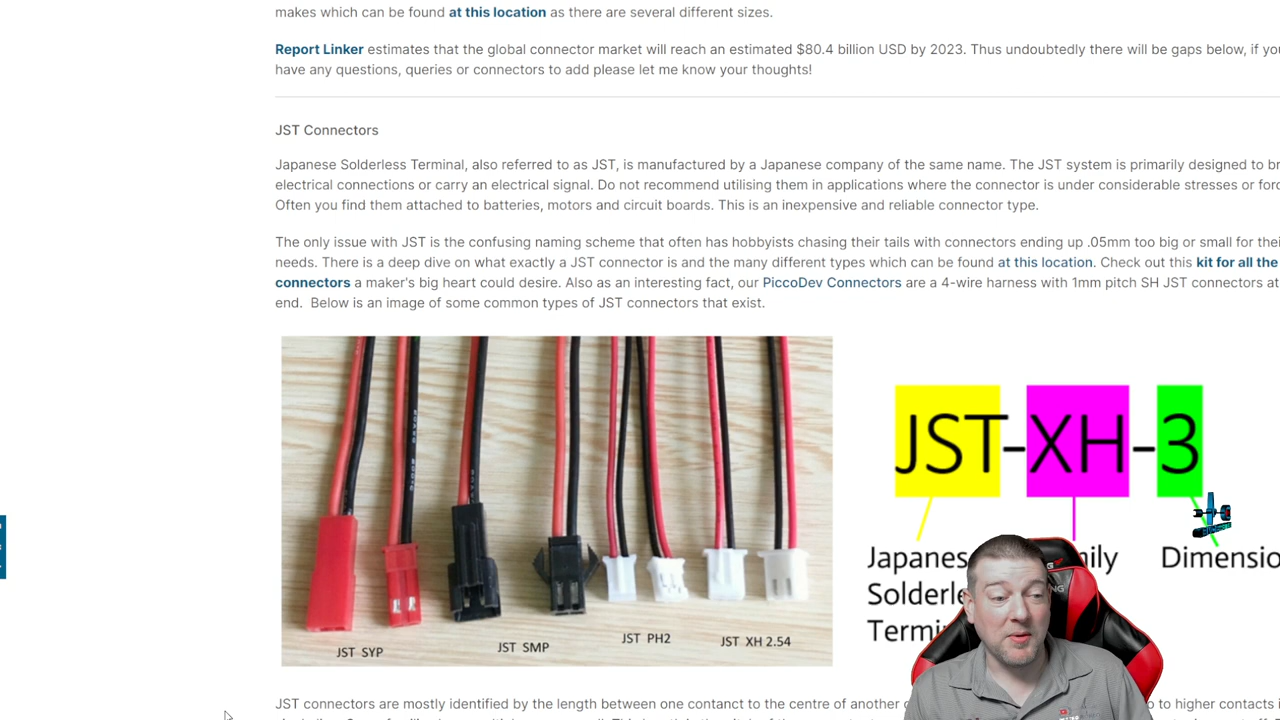 makes which can be found at this location as there are several different sizes.
Report Linker estimates that the global connector market will reach an estimated $80.4 billion USD by 2023. Thus undoubtedly there will be gaps below, if you
have any questions, queries or connectors to add please let me know your thoughts!
JST Connectors
Japanese Solderless Terminal, also referred to as JST, is manufactured by a Japanese company of the same name. The JST system is primarily designed to br
electrical connections or carry an electrical signal. Do not recommend utilising them in applications where the connector is under considerable stresses or forc
Often you find them attached to batteries, motors and circuit boards. This is an inexpensive and reliable connector type.
The only issue with JST is the confusing naming scheme that often has hobbyists chasing their tails with connectors ending up .05mm too big or small for thei
needs. There is a deep dive on what exactly a JST connector is and the many different types which can be found at this location. Check out this kit for all the
connectors a maker's big heart could desire. Also as an interesting fact, our PiccoDev Connectors are a 4-wire harness with 1mm pitch SH JST connectors at
end. Below is an image of some common types of JST connectors that exist.
JST-XH-3
Japanes mily Dimensio
Solderle
Termi
JST SYP JST SMP JST PH2 JST XH 2.54
JST connectors are mostly identified by the length between one contanct to the centre of another o to higher contacts